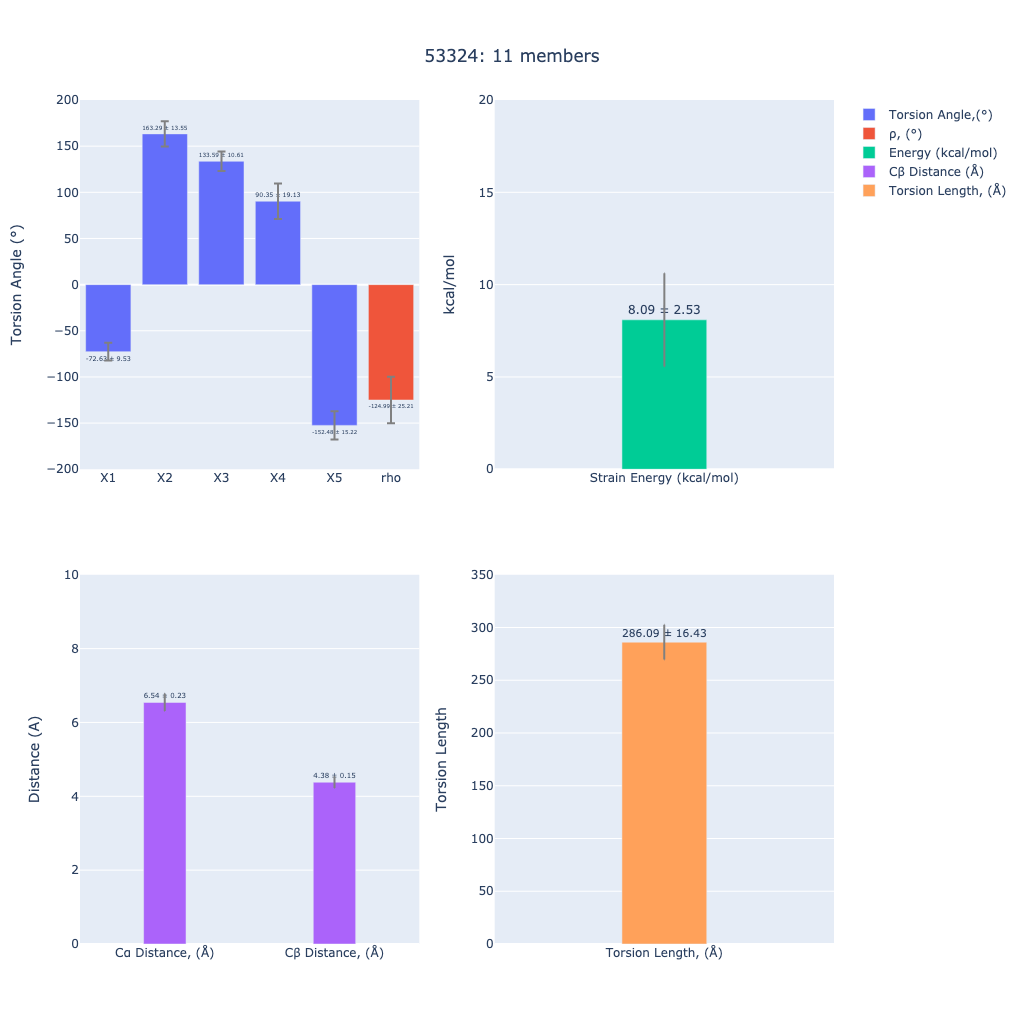 53324: 11 members
Torsion Angle (°)
200
150
100
50
0
−50
−100
−150
−200
163.29 ± 13.55
133.59 ± 10.61
90.35 ± 19.13
± 9.53
-124.99 ± 25.21
-152.48 ± 15.22
X1 X2 X3 X4 X5 rho
kcal/mol
20
15
10
5
0
8.09 ± 2.53
Strain Energy (kcal/mol)
Torsion Angle,(°)
ρ, (°)
Energy (kcal/mol)
Cβ Distance (Å)
Torsion Length, (Å)
Distance (A)
10
8
6
4
2
0
6.54 ± 0.23
4.38 ± 0.15
Cα Distance, (Å) Cβ Distance, (Å)
Torsion Length
350
300
250
200
150
100
50
0
286.09 ± 16.43
Torsion Length, (Å)